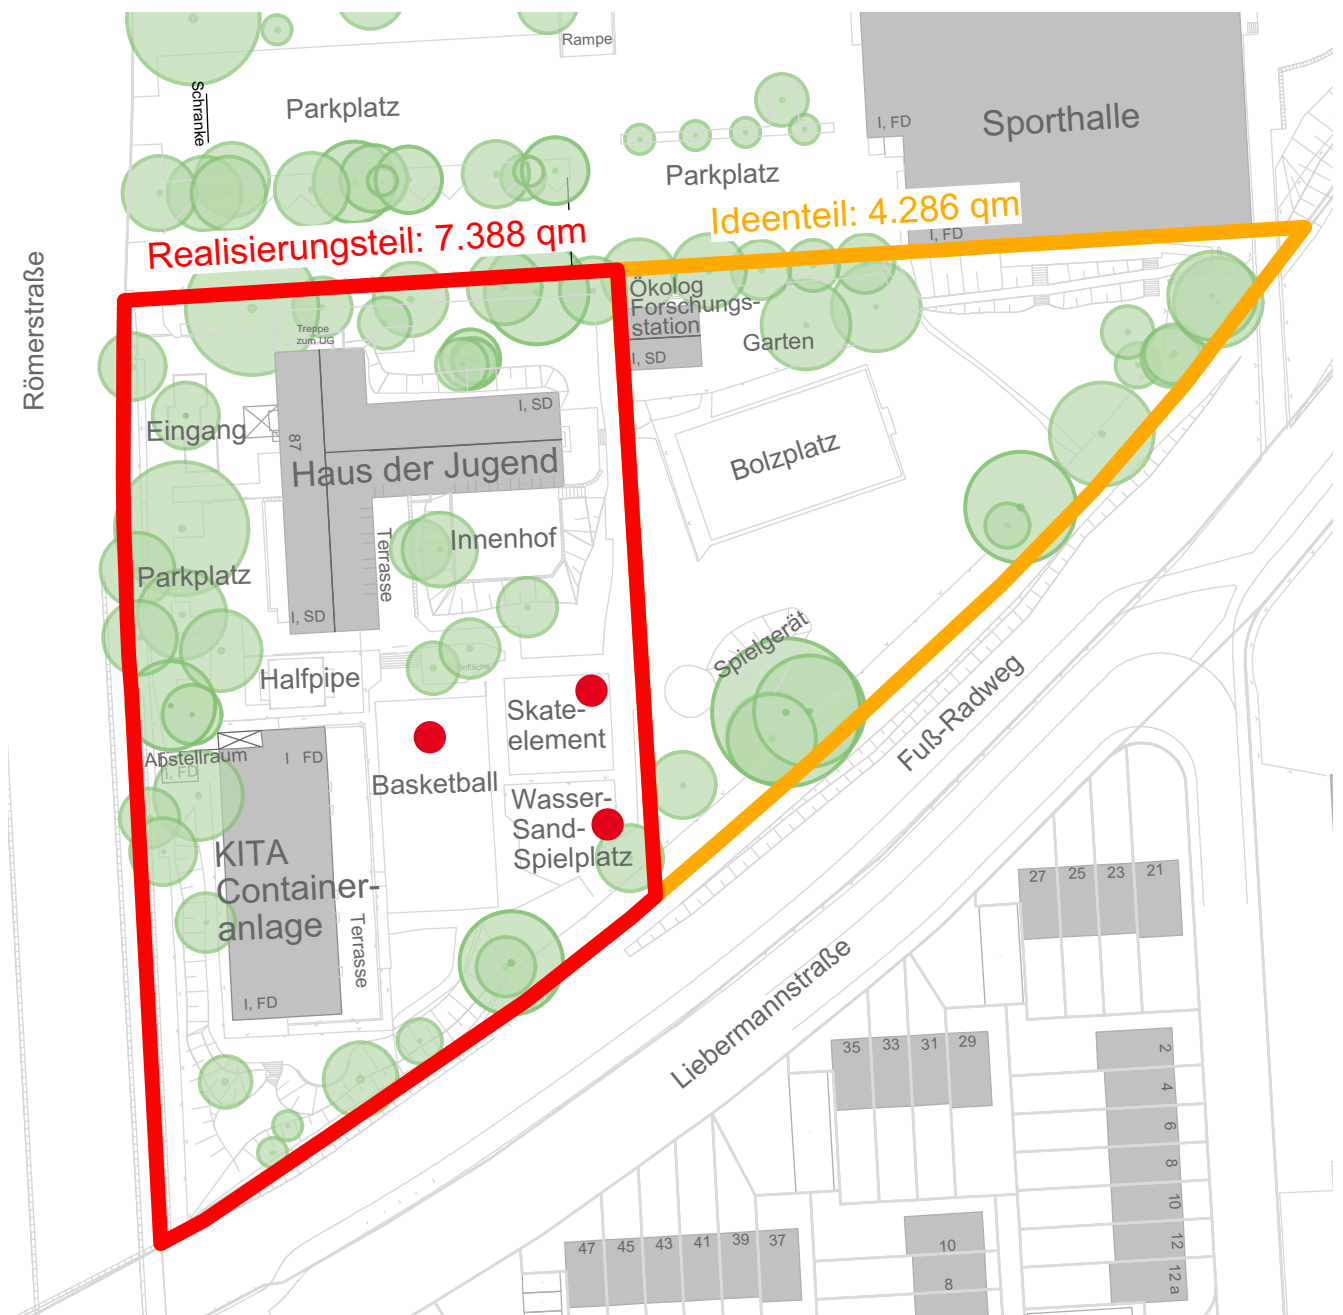 Rampe
Schranke
Parkplatz
I, FD
Sporthalle
Parkplatz
Ideenteil: 4.286 qm
I, FD
Realisierungsteil: 7.388 qm
Römerstraße
Ökolog
Forschungs-
station
I, SD
Garten
Treppe
zum UG
I, SD
Eingang
87
Haus der Jugend
Bolzplatz
Innenhof
Terrasse
Parkplatz
I, SD
Spielgerät
Halfpipe
Skate-
element
Fuß-Radweg
Abstellraum
I, FD
I FD
Basketball
Wasser-
Sand-
Spielplatz
KITA
Container-
anlage
Terrasse
I, FD
Liebermannstraße
27 25 23 21
35 33 31 29
2
4
6
8
10
12
12 a
47 45 43 41 39 37
10
8